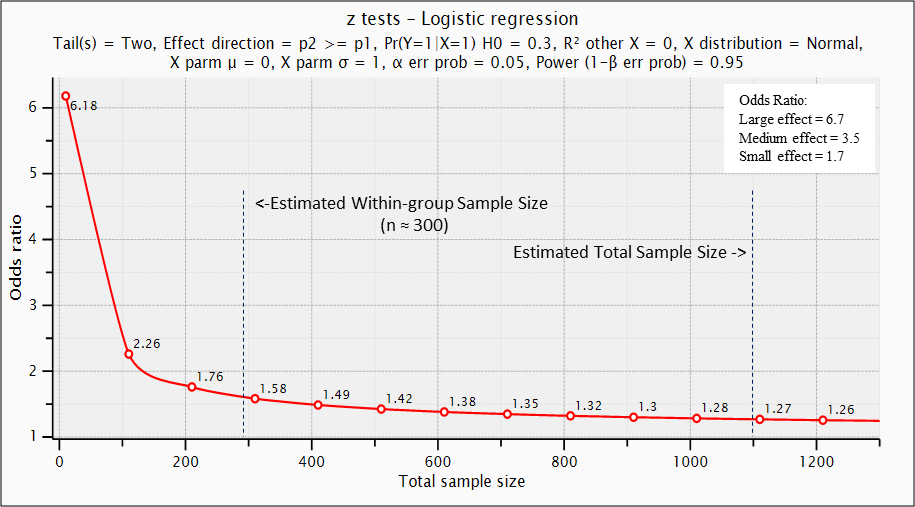 z tests – Logistic regression
Tail(s) = Two, Effect direction = p2 >= p1, Pr(Y=1|X=1) H0 = 0.3, R² other X = 0, X distribution = Normal,
X parm μ = 0, X parm σ = 1, α err prob = 0.05, Power (1-β err prob) = 0.95
Odds Ratio:
Large effect = 6.7
Medium effect = 3.5
Small effect = 1.7
<-Estimated Within-group Sample Size
(n ≈ 300)
Estimated Total Sample Size ->
Odds ratio
6
5
4
3
2
1
6.18
2.26
1.76
1.58
1.49
1.42
1.38
1.35
1.32
1.3
1.28
1.27
1.26
0
200
400
600
800
1000
1200
Total sample size